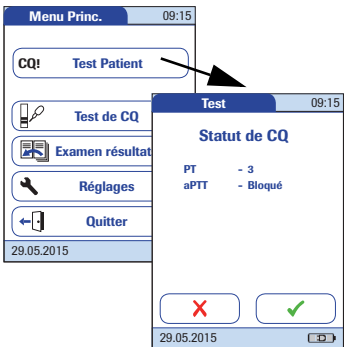 Menu Princ. 09:15
CQ! Test Patient
Test de CQ
Examen résultat
Réglages
Quitter
29.05.2015
Test 09:15
Statut de CQ
PT - 3
aPTT - Bloqué
29.05.2015